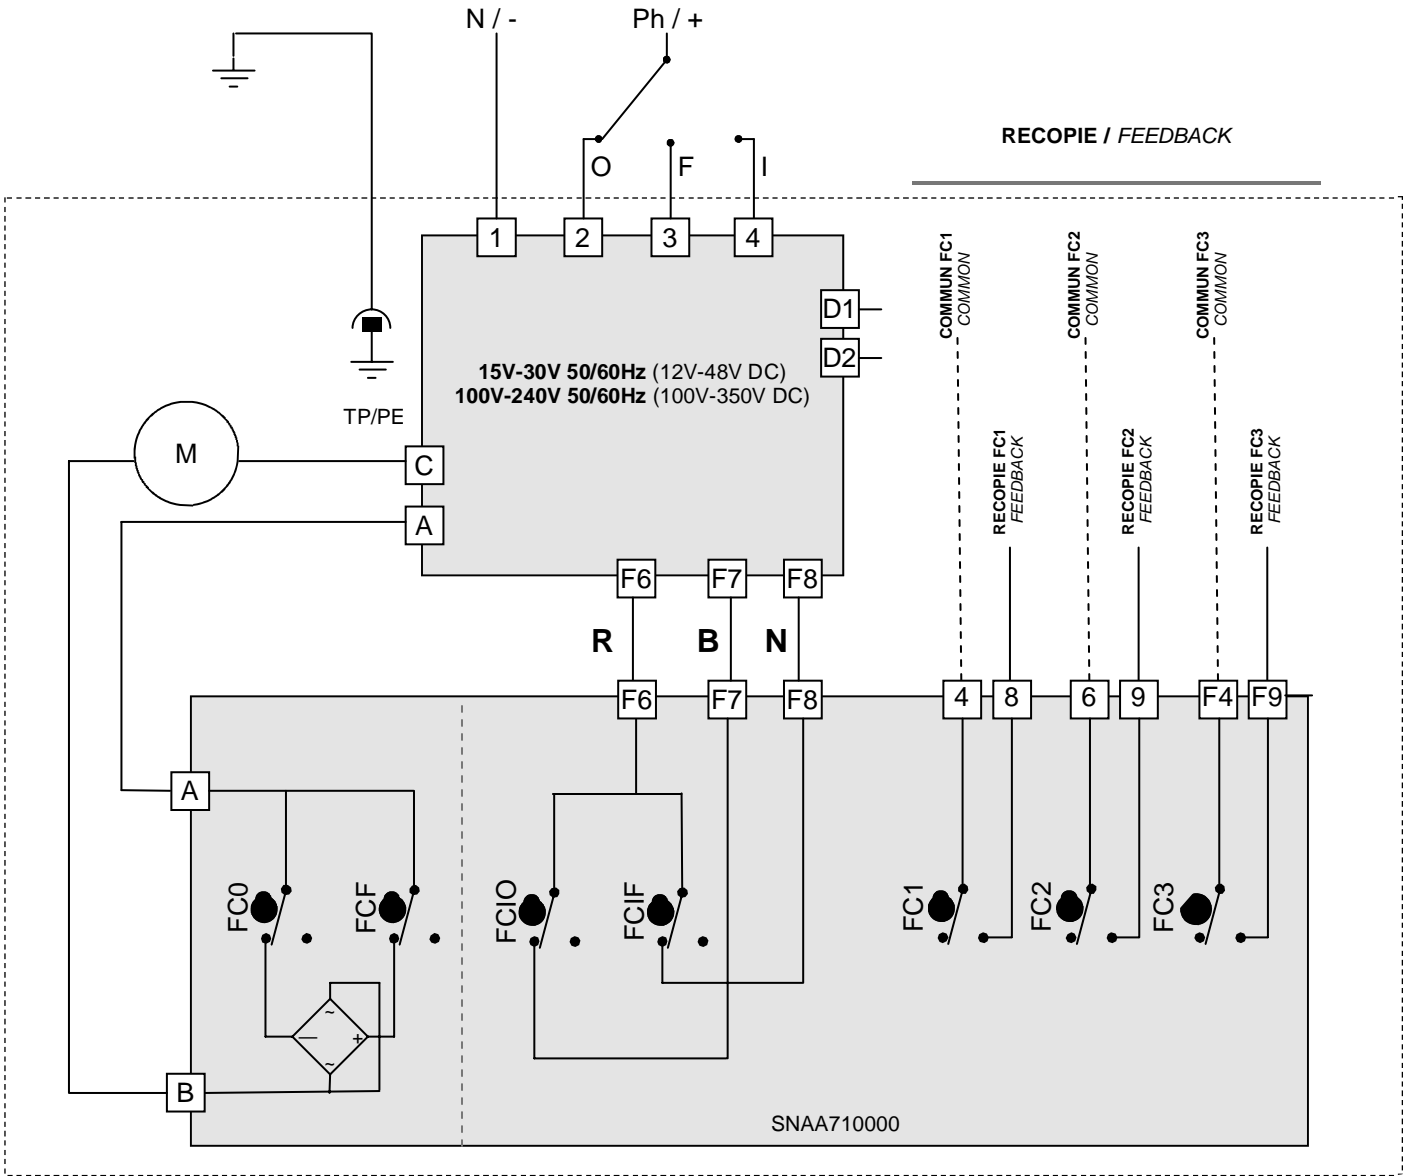 N / -
Ph / +
RECOPIE / FEEDBACK
O
F
I
1
2
3
4
D1
D2
COMMUN FC1
COMMON
COMMUN FC2
COMMON
COMMUN FC3
COMMON
15V-30V 50/60Hz (12V-48V DC)
100V-240V 50/60Hz (100V-350V DC)
TP/PE
M
C
A
RECOPIE FC1
FEEDBACK
RECOPIE FC2
FEEDBACK
RECOPIE FC3
FEEDBACK
F6
F7
F8
R
B
N
F6
F7
F8
4
8
6
9
F4
F9
A
FC0
FCF
FCIO
FCIF
FC1
FC2
FC3
~
—
+
~
B
SNAA710000